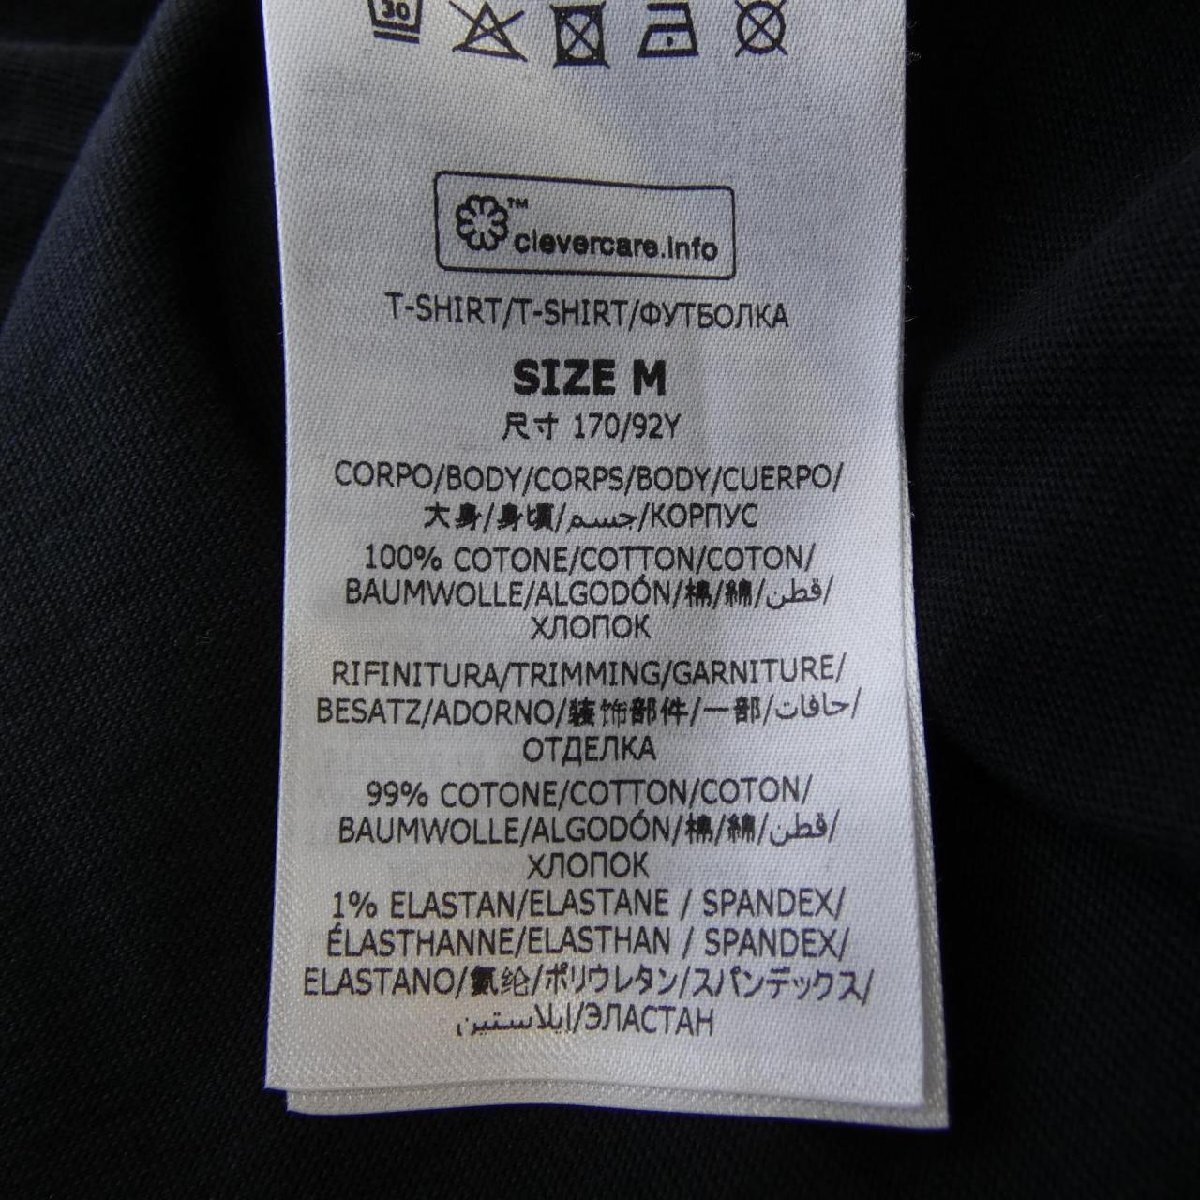 30
™
clevercare.info
T-SHIRT/T-SHIRT/ФУТБОЛКА
SIZE M
尺寸 170/92Y
CORPO/BODY/CORPS/BODY/CUERPO/
大身/身頃/جسم/КОРПУС
100% COTONE/COTTON/COTON/
BAUMWOLLE/ALGODÓN/棉/綿/قطن/
ХЛОПОК
RIFINITURA/TRIMMING/GARNITURE/
BESATZ/ADORNO/装饰部件/一部/حافات/
ОТДЕЛКА
99% COTONE/COTTON/COTON/
BAUMWOLLE/ALGODÓN/棉/綿/قطن/
ХЛОПОК
1% ELASTAN/ELASTANE / SPANDEX/
ÉLASTHANNE/ELASTHAN / SPANDEX/
ELASTANO/氨纶/ポリウレタン/スパンデックス/
إيلاستين/ЭЛАСТАН